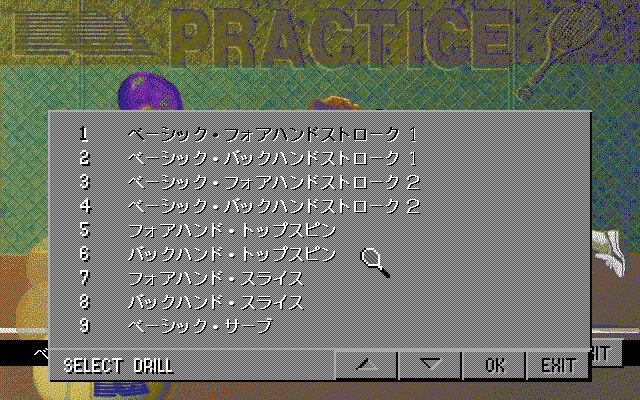 PRACTICE
1 ベーシック・フォアハンドストローク 1
2 ベーシック・バックハンドストローク 1
3 ベーシック・フォアハンドストローク 2
4 ベーシック・バックハンドストローク 2
5 フォアハンド・トップスピン
6 バックハンド・トップスピン
7 フォアハンド・スライス
8 バックハンド・スライス
9 ベーシック・サーブ
SELECT DRILL OK EXIT